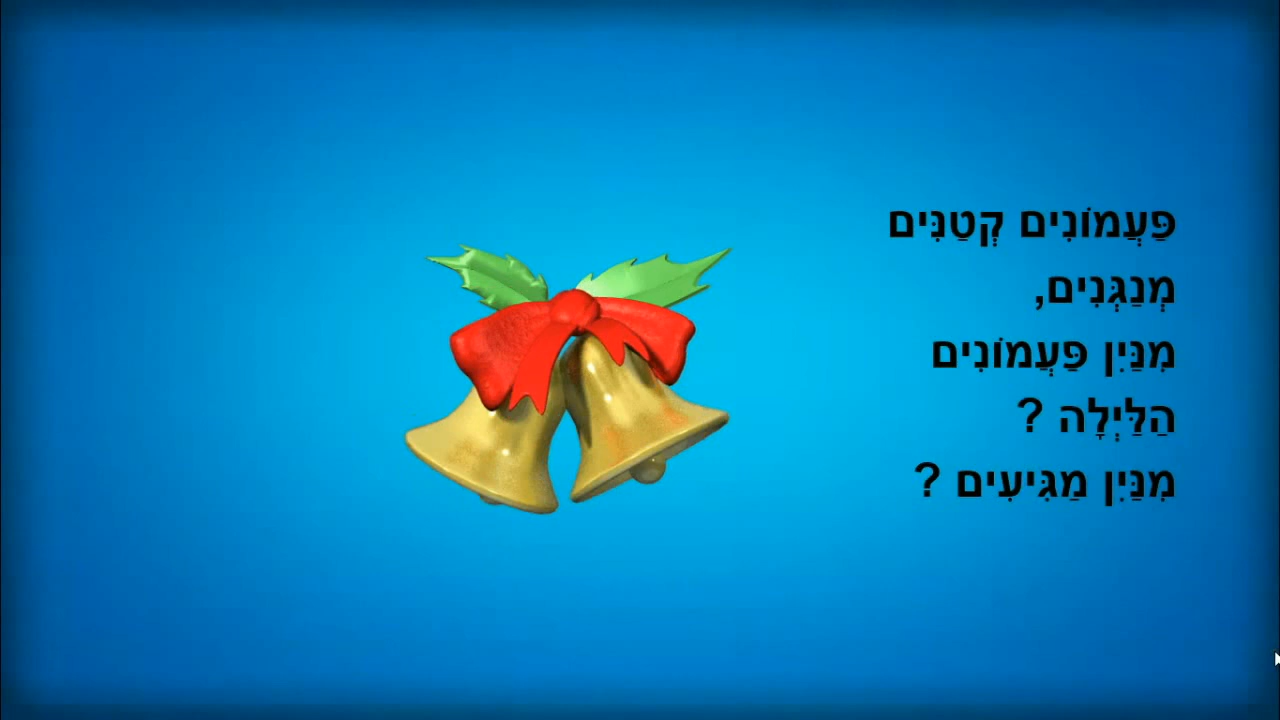 פַּעֲמוֹנִים קְטַנִּים
מְנַגְּנִים,
מִנַּיִן פַּעֲמוֹנִים
הַלַּיְלָה ?
מִנַּיִן מַגִּיעִים ?